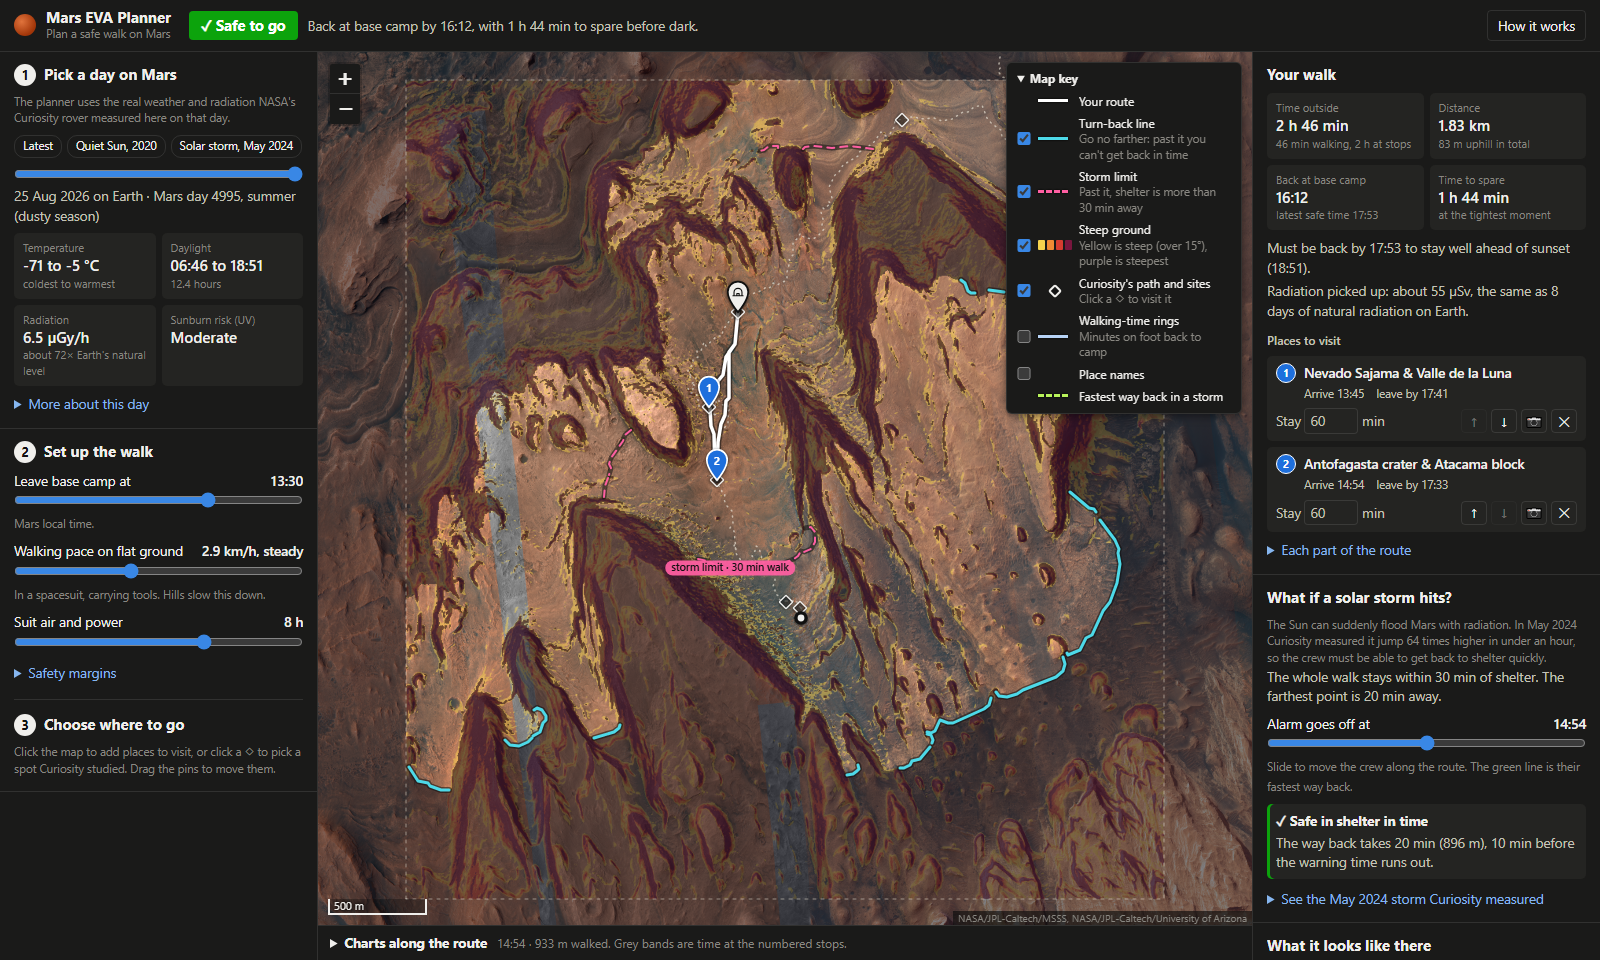 Mars EVA Planner
Plan a safe walk on Mars
✓ Safe to go
Back at base camp by 16:12, with 1 h 44 min to spare before dark.
How it works
1 Pick a day on Mars
The planner uses the real weather and radiation NASA's
Curiosity rover measured here on that day.
Latest
Quiet Sun, 2020
Solar storm, May 2024
25 Aug 2026 on Earth · Mars day 4995, summer
(dusty season)
Temperature
-71 to -5 °C
coldest to warmest
Daylight
06:46 to 18:51
12.4 hours
Radiation
6.5 µGy/h
about 72× Earth's natural
level
Sunburn risk (UV)
Moderate
More about this day
2 Set up the walk
Leave base camp at 13:30
Mars local time.
Walking pace on flat ground 2.9 km/h, steady
In a spacesuit, carrying tools. Hills slow this down.
Suit air and power 8 h
Safety margins
3 Choose where to go
Click the map to add places to visit, or click a ◇ to pick a
spot Curiosity studied. Drag the pins to move them.
+
−
Map key
Your route
Turn-back line
Go no farther: past it you
can't get back in time
Storm limit
Past it, shelter is more than
30 min away
Steep ground
Yellow is steep (over 15°),
purple is steepest
Curiosity's path and sites
Click a ◇ to visit it
Walking-time rings
Minutes on foot back to
camp
Place names
Fastest way back in a storm
1
2
storm limit · 30 min walk
500 m
NASA/JPL-Caltech/MSSS, NASA/JPL-Caltech/University of Arizona
Charts along the route
14:54 · 933 m walked. Grey bands are time at the numbered stops.
Your walk
Time outside
2 h 46 min
46 min walking, 2 h at stops
Distance
1.83 km
83 m uphill in total
Back at base camp
16:12
latest safe time 17:53
Time to spare
1 h 44 min
at the tightest moment
Must be back by 17:53 to stay well ahead of sunset
(18:51).
Radiation picked up: about 55 µSv, the same as 8
days of natural radiation on Earth.
Places to visit
1 Nevado Sajama & Valle de la Luna
Arrive 13:45 leave by 17:41
Stay 60 min ↑ ↓ ✕
2 Antofagasta crater & Atacama block
Arrive 14:54 leave by 17:33
Stay 60 min ↑ ↓ ✕
Each part of the route
What if a solar storm hits?
The Sun can suddenly flood Mars with radiation. In May 2024
Curiosity measured it jump 64 times higher in under an hour,
so the crew must be able to get back to shelter quickly.
The whole walk stays within 30 min of shelter. The
farthest point is 20 min away.
Alarm goes off at 14:54
Slide to move the crew along the route. The green line is their
fastest way back.
✓ Safe in shelter in time
The way back takes 20 min (896 m), 10 min before
the warning time runs out.
See the May 2024 storm Curiosity measured
What it looks like there